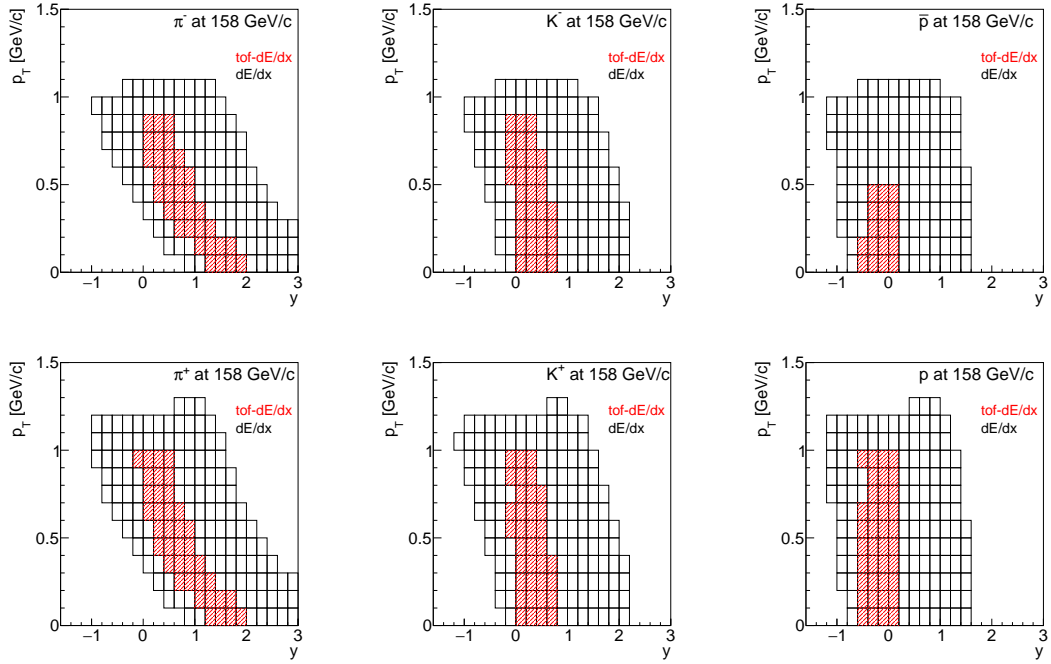 π⁻ at 158 GeV/c
tof-dE/dx
dE/dx
p_T [GeV/c]
1.5
1
0.5
0
−1 0 1 2 3
y
K⁻ at 158 GeV/c
tof-dE/dx
dE/dx
p_T [GeV/c]
1.5
1
0.5
0
−1 0 1 2 3
y
p̅ at 158 GeV/c
tof-dE/dx
dE/dx
p_T [GeV/c]
1.5
1
0.5
0
−1 0 1 2 3
y
π⁺ at 158 GeV/c
tof-dE/dx
dE/dx
p_T [GeV/c]
1.5
1
0.5
0
−1 0 1 2 3
y
K⁺ at 158 GeV/c
tof-dE/dx
dE/dx
p_T [GeV/c]
1.5
1
0.5
0
−1 0 1 2 3
y
p at 158 GeV/c
tof-dE/dx
dE/dx
p_T [GeV/c]
1.5
1
0.5
0
−1 0 1 2 3
y